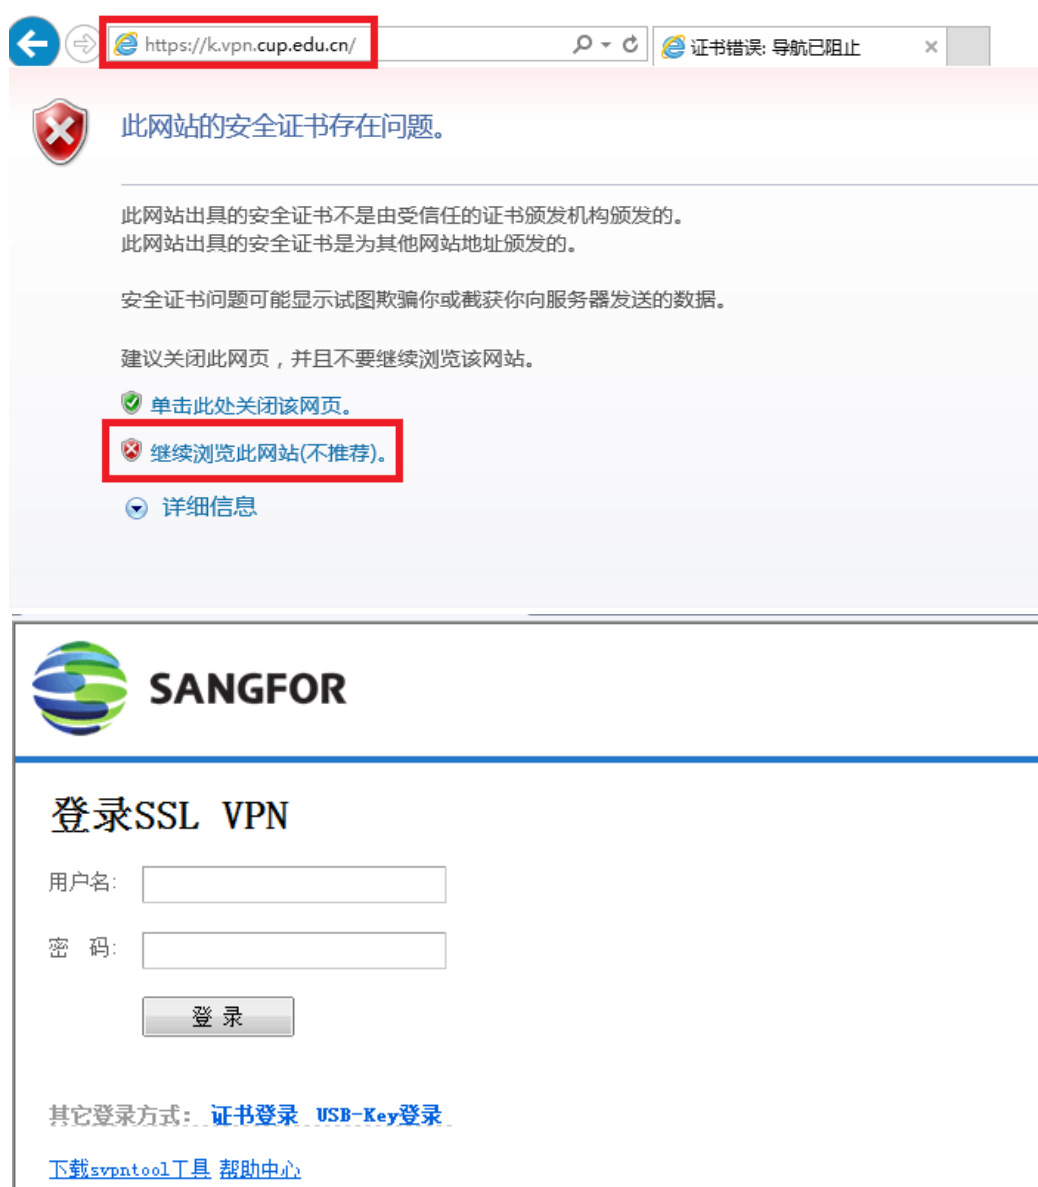 https://k.vpn.cup.edu.cn/
证书错误: 导航已阻止
此网站的安全证书存在问题。
此网站出具的安全证书不是由受信任的证书颁发机构颁发的。
此网站出具的安全证书是为其他网站地址颁发的。
安全证书问题可能显示试图欺骗你或截获你向服务器发送的数据。
建议关闭此网页，并且不要继续浏览该网站。
单击此处关闭该网页。
继续浏览此网站(不推荐)。
详细信息
SANGFOR
登录SSL VPN
用户名:
密 码:
登 录
其它登录方式: 证书登录 USB-Key登录
下载svpntool工具 帮助中心